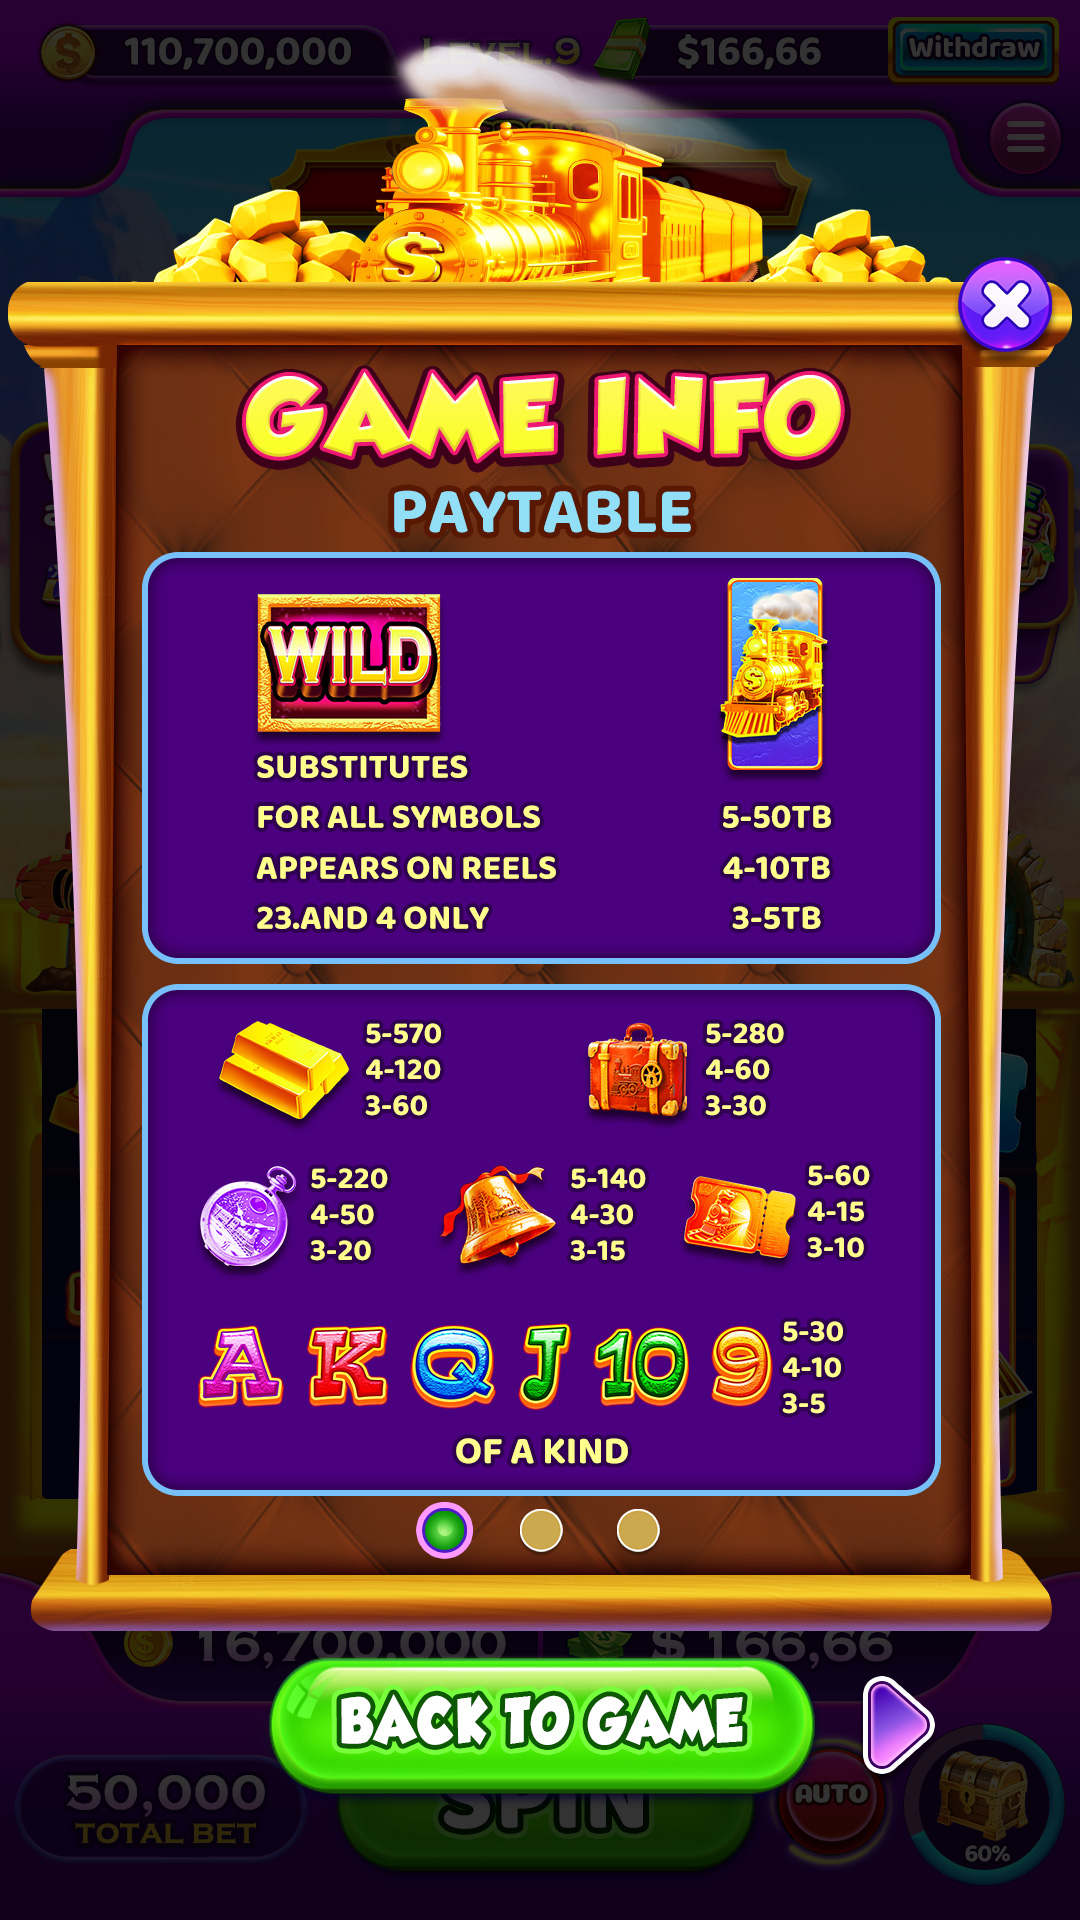 110,700,000
LEVEL.9
$166,66
Withdraw
GAME INFO
PAYTABLE
WILD
SUBSTITUTES
FOR ALL SYMBOLS
APPEARS ON REELS
23.AND 4 ONLY
5-50TB
4-10TB
3-5TB
5-570
4-120
3-60
5-280
4-60
3-30
5-220
4-50
3-20
5-140
4-30
3-15
5-60
4-15
3-10
A K Q J 10 9
5-30
4-10
3-5
OF A KIND
16,700,000
$ 166,66
BACK TO GAME
50,000
TOTAL BET
SPIN
AUTO
60%